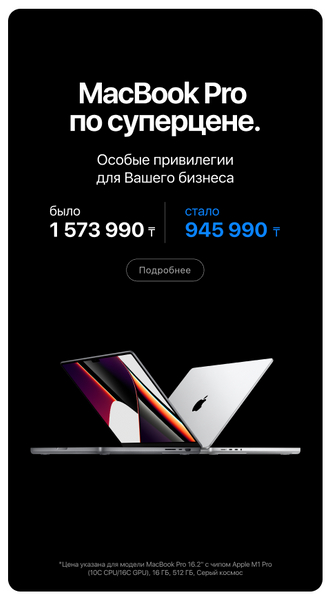 MacBook Pro
по суперцене.
Особые привилегии
для Вашего бизнеса
было
1 573 990 ₸
стало
945 990 ₸
Подробнее
*Цена указана для модели MacBook Pro 16.2" с чипом Apple M1 Pro
(10C CPU/16C GPU), 16 ГБ, 512 ГБ, Серый космос